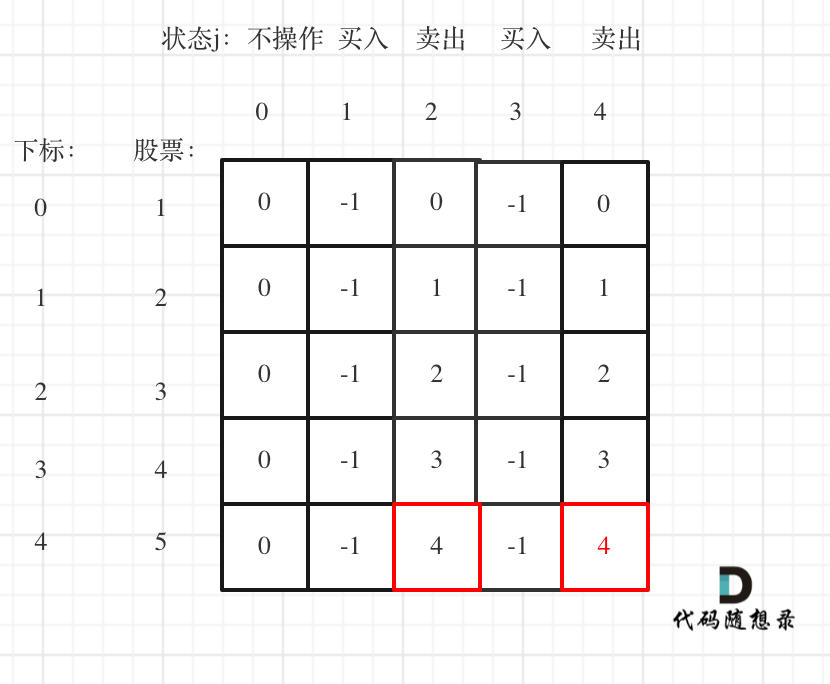 状态j: 不操作 买入 卖出 买入 卖出
0 1 2 3 4
下标: 股票:
0 1 0 -1 0 -1 0
1 2 0 -1 1 -1 1
2 3 0 -1 2 -1 2
3 4 0 -1 3 -1 3
4 5 0 -1 4 -1 4
D
代码随想录